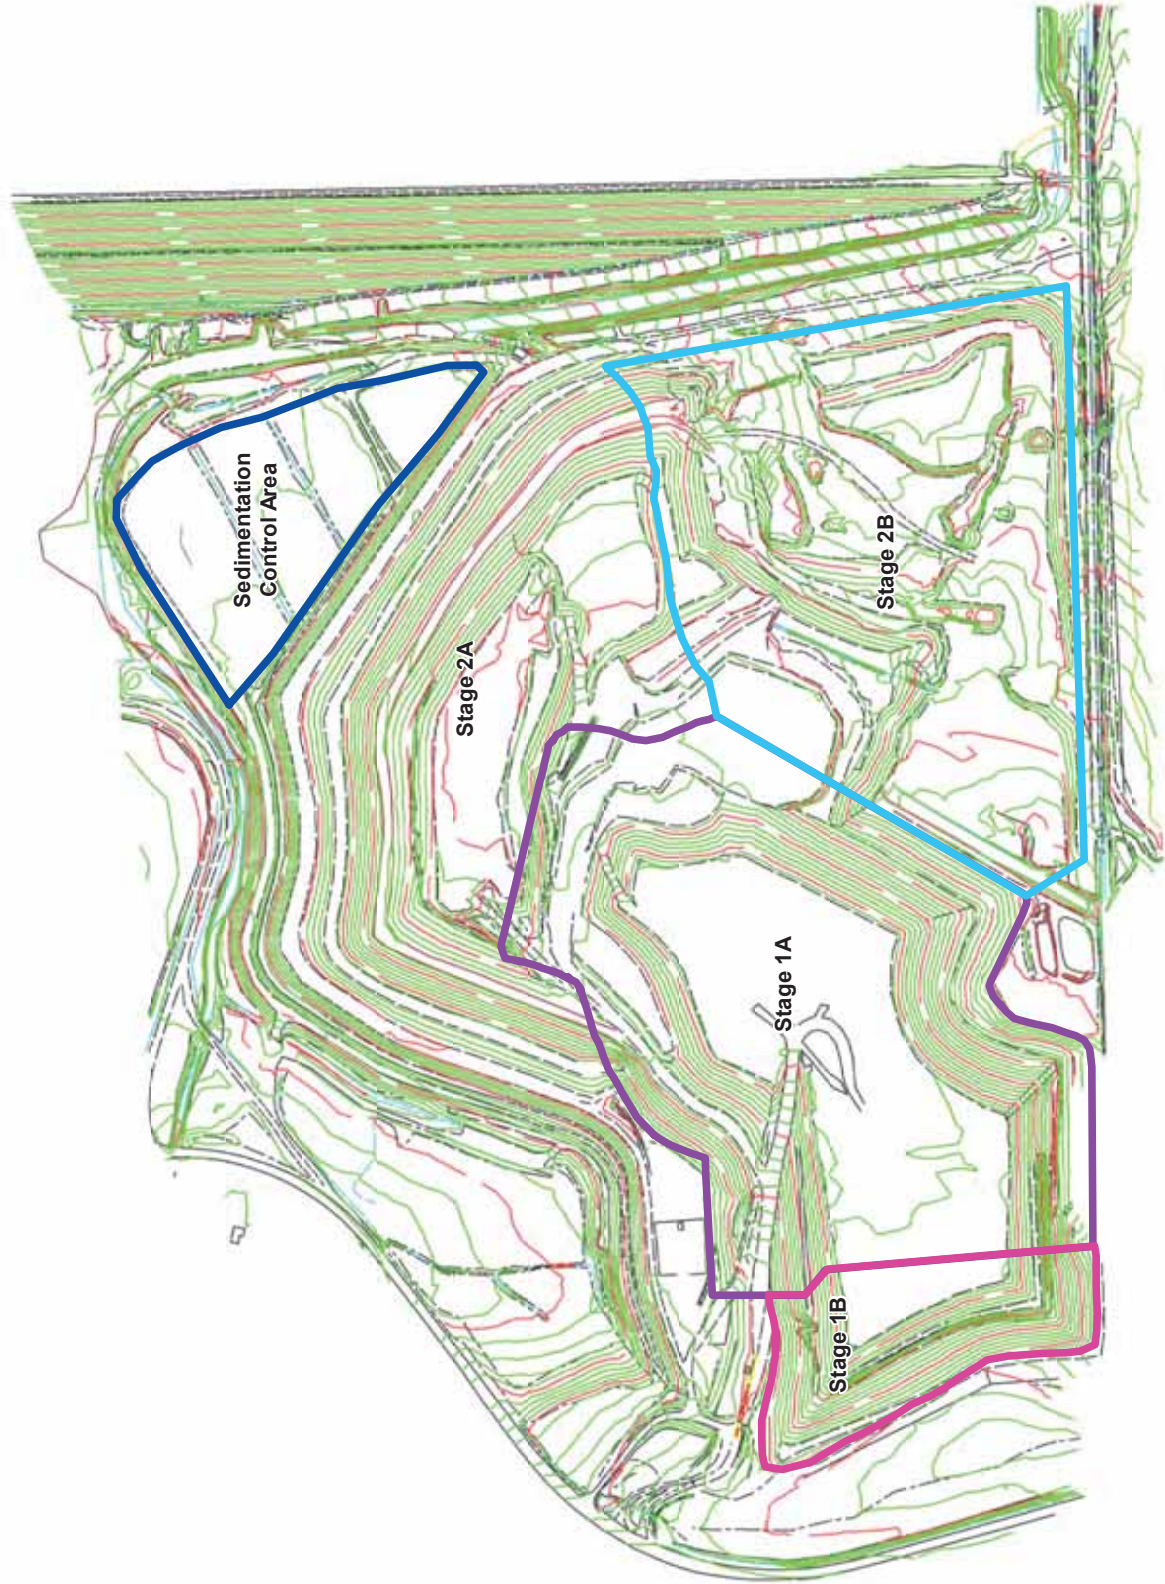 Sedimentation
Control Area
Stage 2A
Stage 2B
Stage 1A
Stage 1B